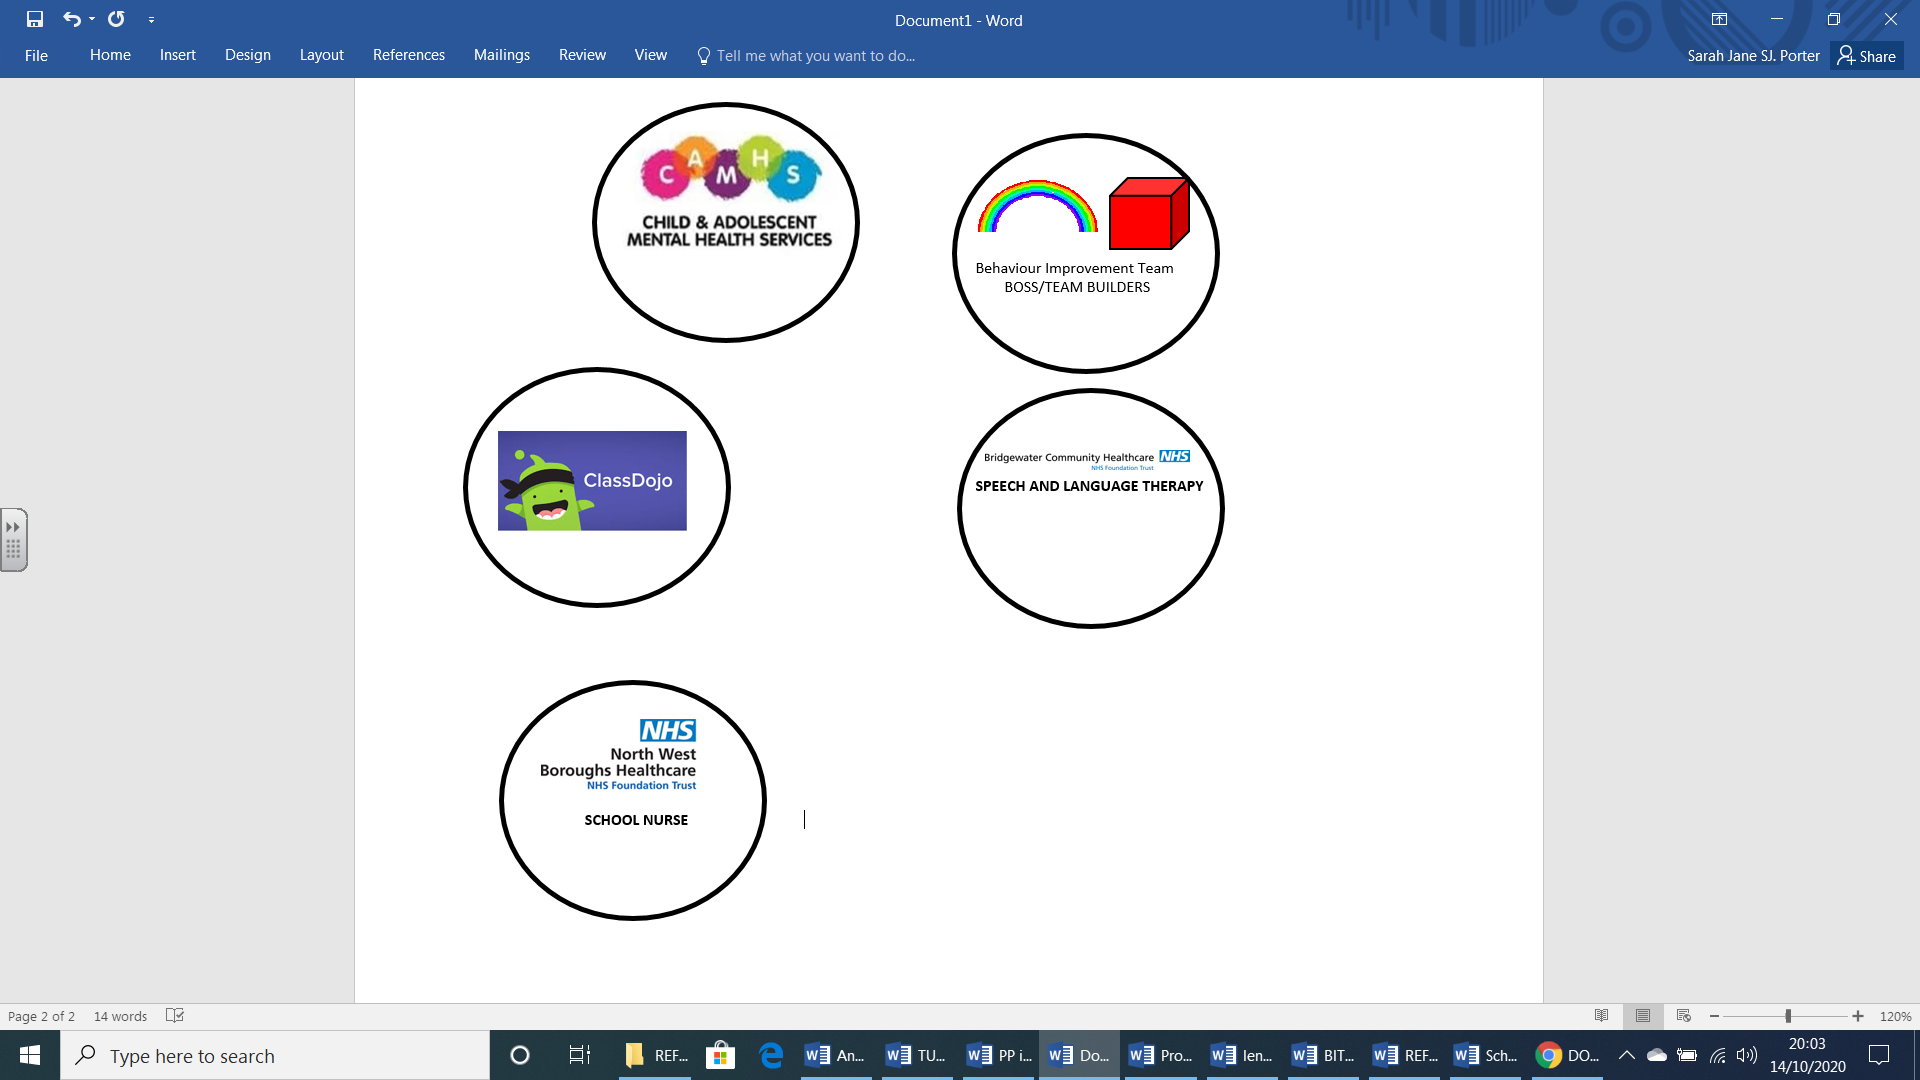 Document1 - Word
File Home Insert Design Layout References Mailings Review View Tell me what you want to do...
Sarah Jane SJ. Porter Share
C A M H S
CHILD & ADOLESCENT
MENTAL HEALTH SERVICES
Behaviour Improvement Team
BOSS/TEAM BUILDERS
ClassDojo
Bridgewater Community Healthcare NHS
NHS Foundation Trust
SPEECH AND LANGUAGE THERAPY
NHS
North West
Boroughs Healthcare
NHS Foundation Trust
SCHOOL NURSE
Page 2 of 2 14 words
120%
Type here to search
REF... An... TU... PP i... Do... Pro... len... BIT... REF... Sch... DO...
20:03
14/10/2020